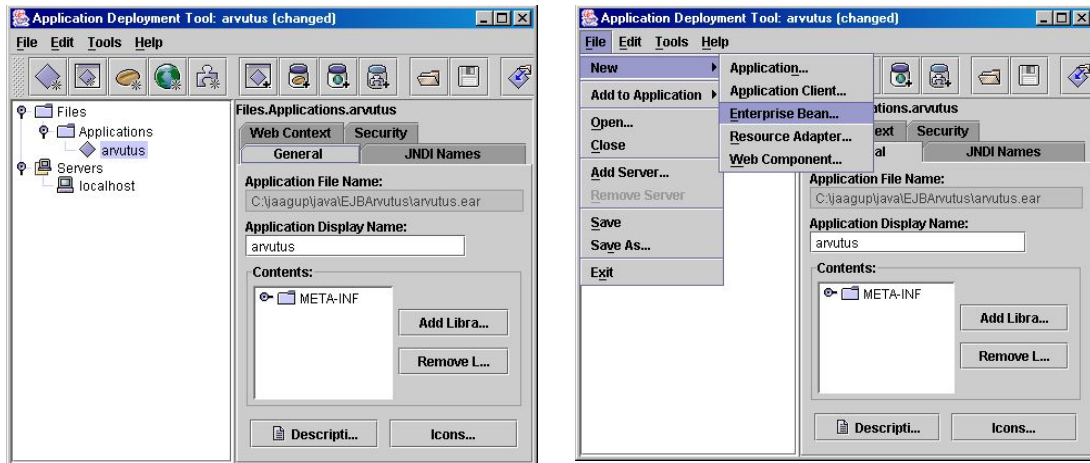 Application Deployment Tool: arvutus (changed)
File Edit Tools Help
Files
Applications
arvutus
Servers
localhost
Files.Applications.arvutus
Web Context Security
General JNDI Names
Application File Name:
C:\jaagup\java\EJBArvutus\arvutus.ear
Application Display Name:
arvutus
Contents:
META-INF
Add Libra...
Remove L...
Descripti... Icons...
Application Deployment Tool: arvutus (changed)
File Edit Tools Help
New
Add to Application
Open...
Close
Add Server...
Remove Server
Save
Save As...
Exit
Application...
Application Client...
Enterprise Bean...
Resource Adapter...
Web Component...
ations.arvutus
ext Security
al JNDI Names
Application File Name:
C:\jaagup\java\EJBArvutus\arvutus.ear
Application Display Name:
arvutus
Contents:
META-INF
Add Libra...
Remove L...
Descripti... Icons...